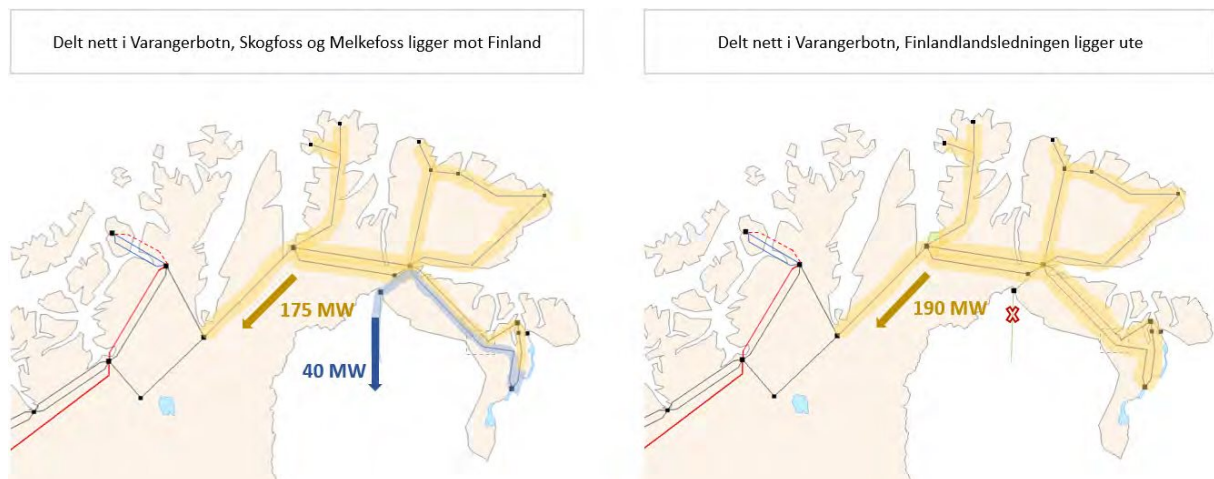 Delt nett i Varangerbotn, Skogfoss og Melkefoss ligger mot Finland
Delt nett i Varangerbotn, Finlandlandsledningen ligger ute
175 MW
40 MW
190 MW